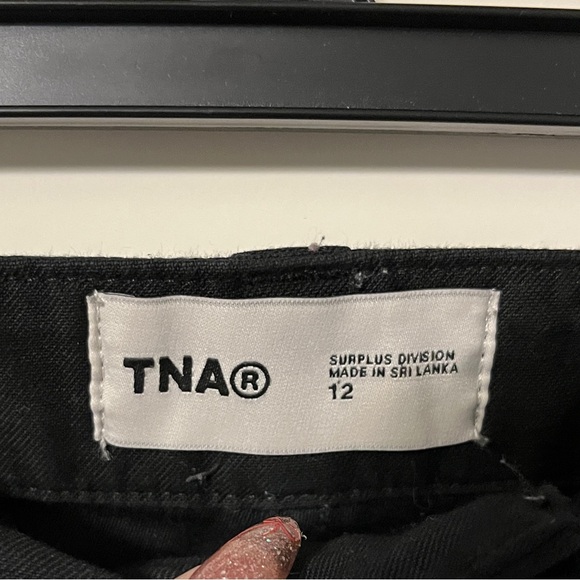 TNA®
SURPLUS DIVISION
MADE IN SRI LANKA
12